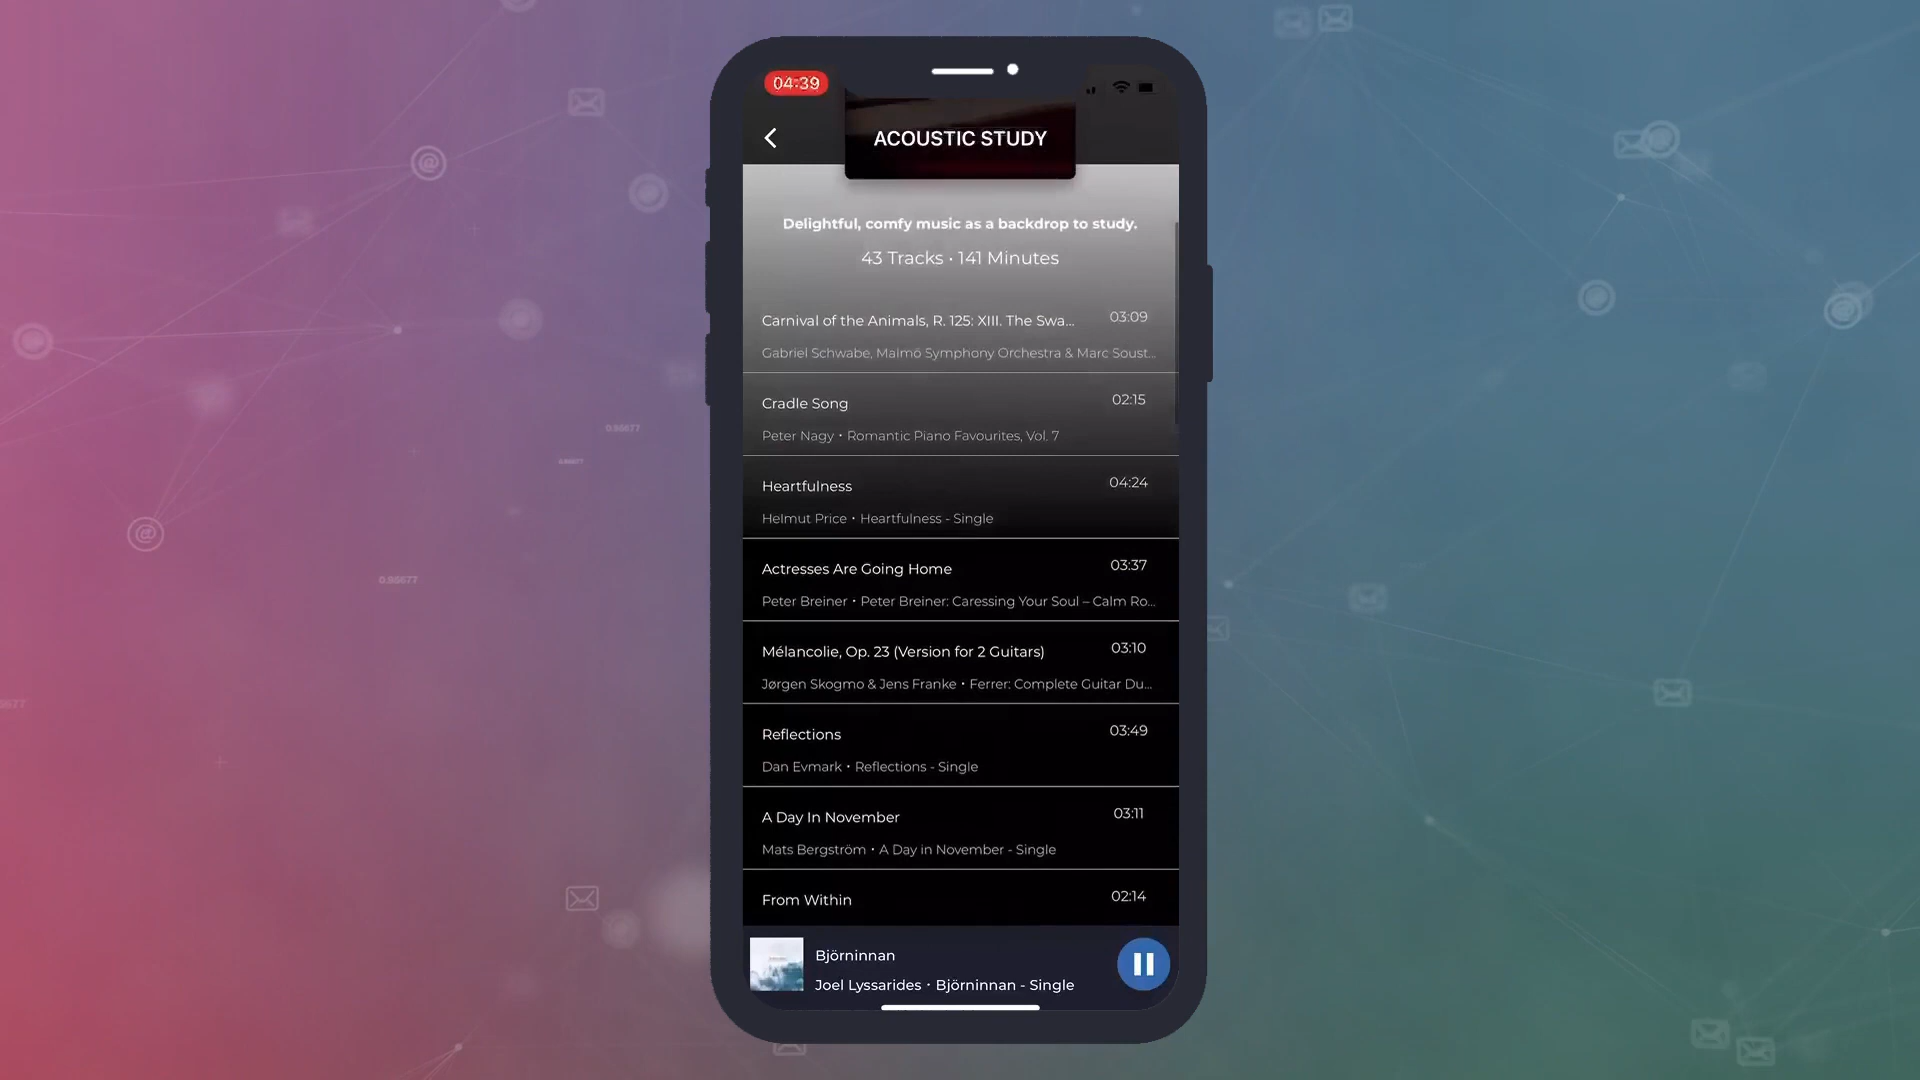 04:39
ACOUSTIC STUDY
Delightful, comfy music as a backdrop to study.
43 Tracks • 141 Minutes
Carnival of the Animals, R. 125: XIII. The Swa... 03:09
Gabriel Schwabe, Malmö Symphony Orchestra & Marc Soust...
Cradle Song 02:15
Peter Nagy • Romantic Piano Favourites, Vol. 7
Heartfulness 04:24
Helmut Price • Heartfulness - Single
Actresses Are Going Home 03:37
Peter Breiner • Peter Breiner: Caressing Your Soul – Calm Ro...
Mélancolie, Op. 23 (Version for 2 Guitars) 03:10
Jørgen Skogmo & Jens Franke • Ferrer: Complete Guitar Du...
Reflections 03:49
Dan Evmark • Reflections - Single
A Day In November 03:11
Mats Bergström • A Day in November - Single
From Within 02:14
Björninnan
Joel Lyssarides • Björninnan - Single